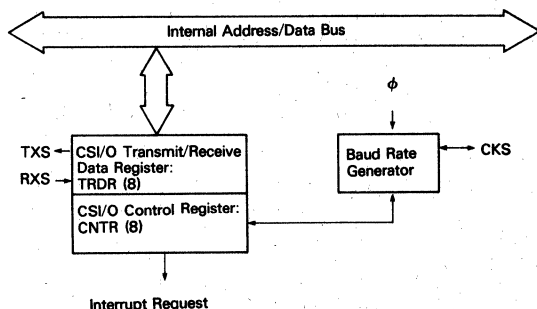 Internal Address/Data Bus
φ
TXS
CSI/O Transmit/Receive
Data Register:
TRDR (8)
RXS
Baud Rate
Generator
CKS
CSI/O Control Register:
CNTR (8)
Interrupt Request